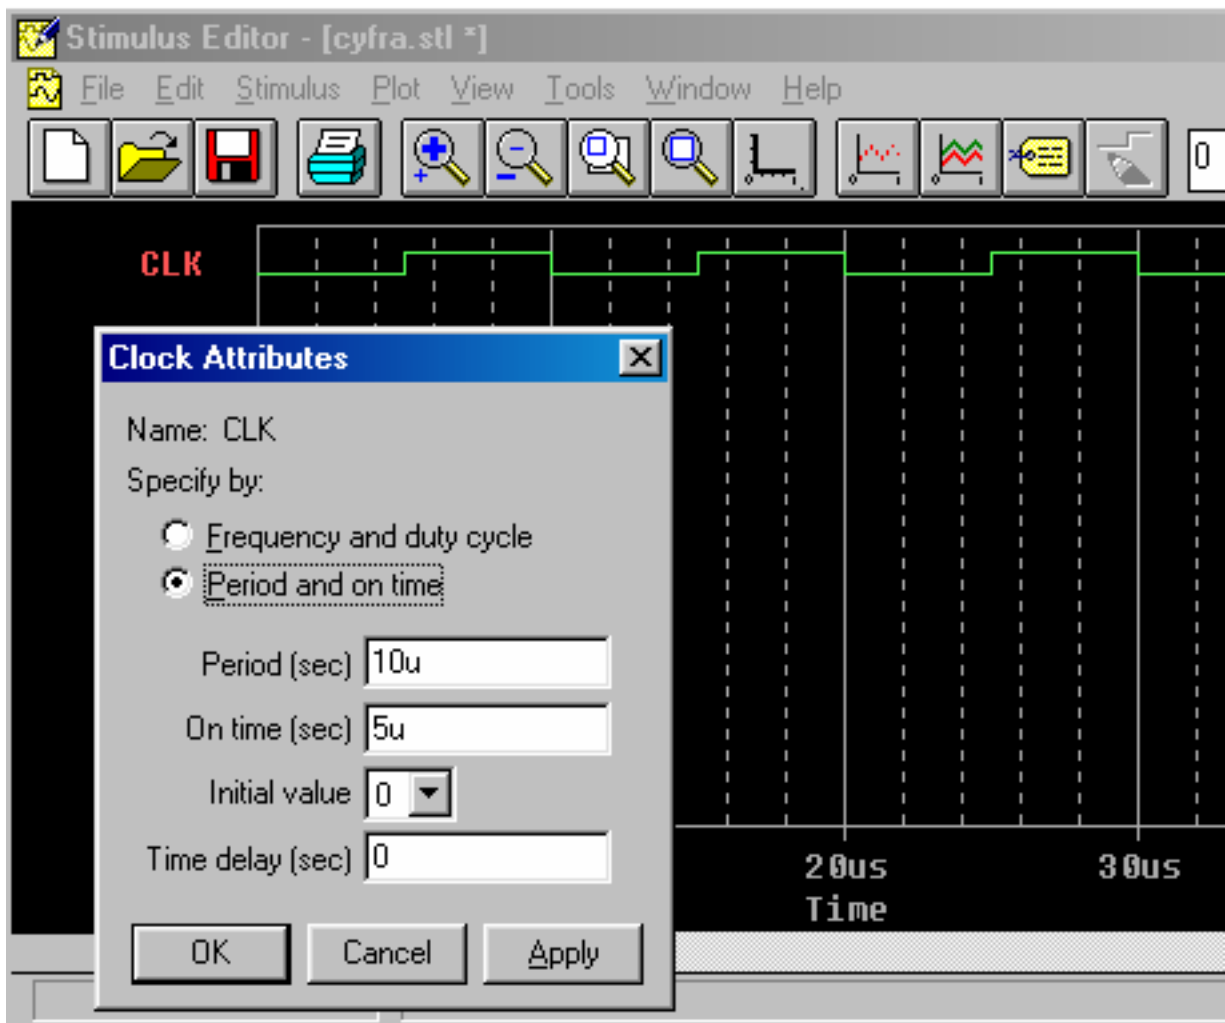 Stimulus Editor - [cyfra.stl *]
File Edit Stimulus Plot View Tools Window Help
0
CLK
Clock Attributes
Name: CLK
Specify by:
Frequency and duty cycle
Period and on time
Period (sec) 10u
On time (sec) 5u
Initial value 0
Time delay (sec) 0
20us 30us
Time
OK Cancel Apply